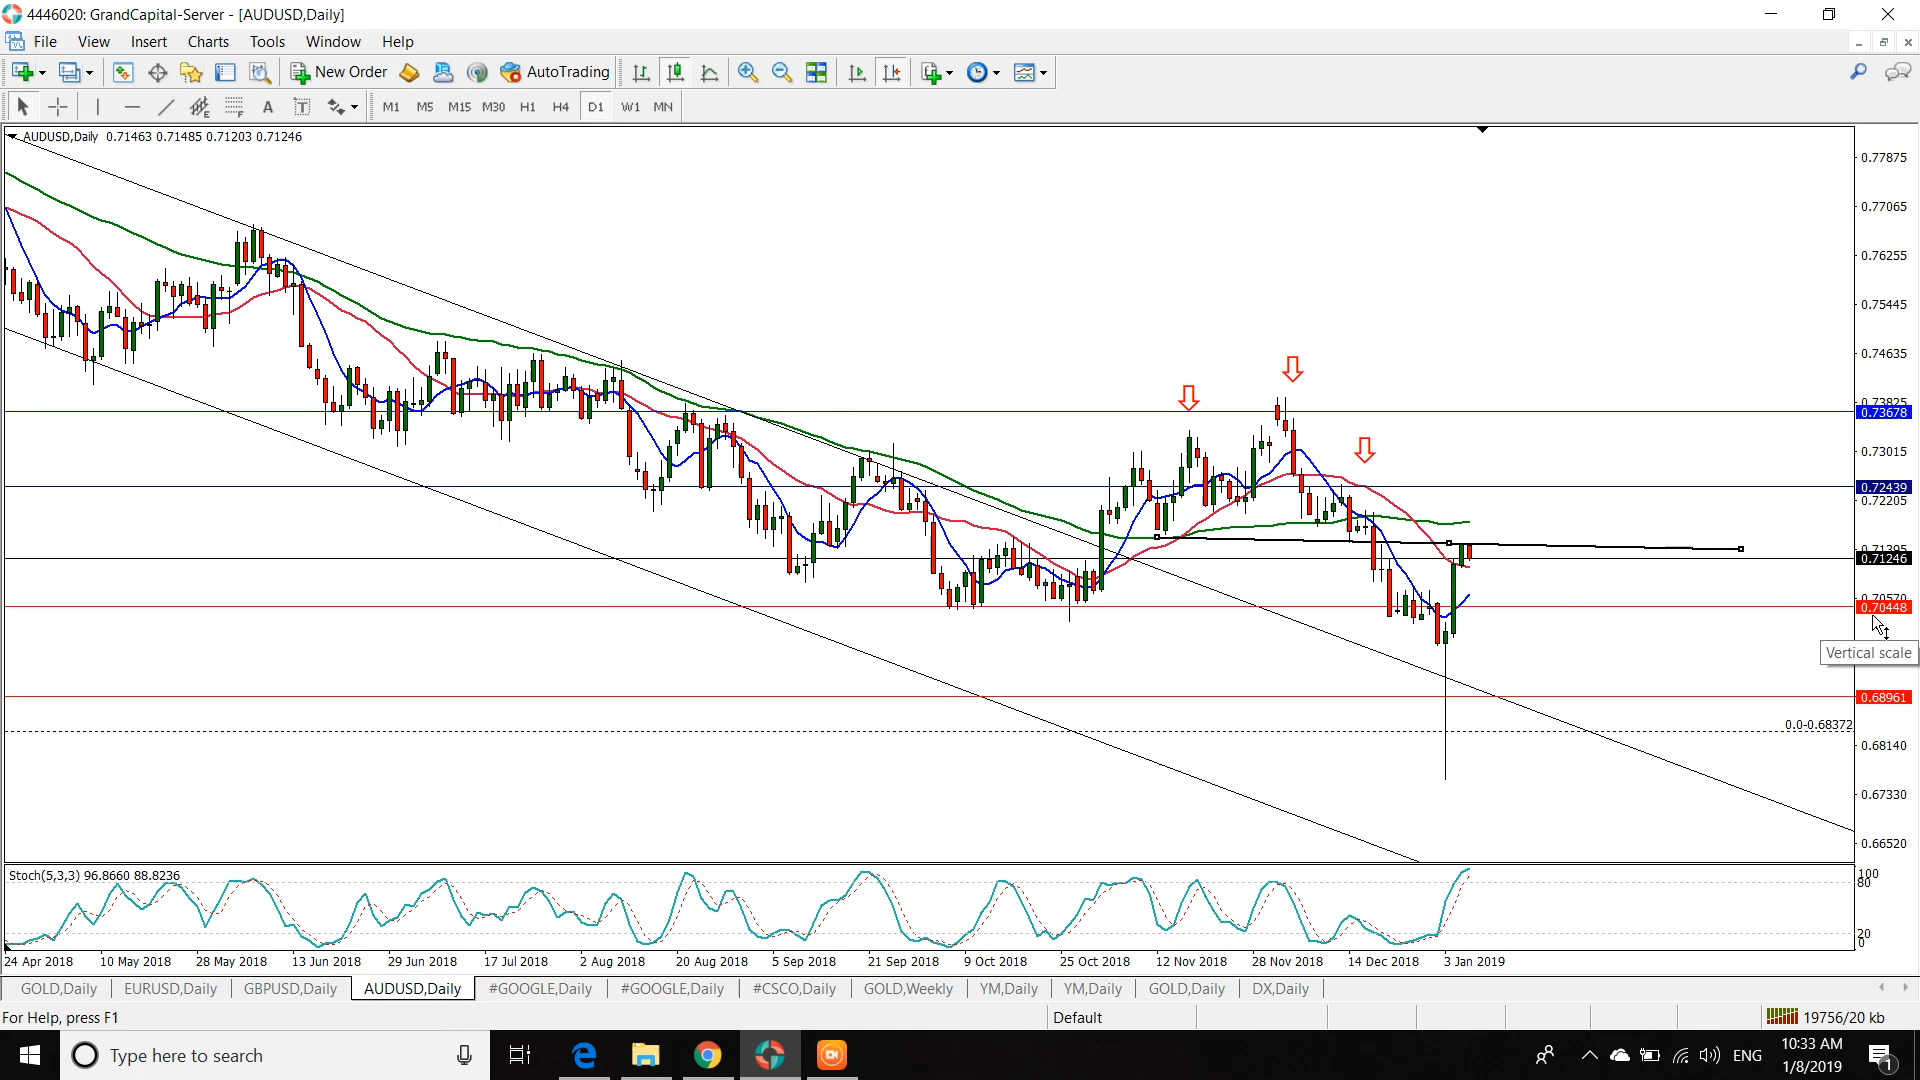 4446020: GrandCapital-Server - [AUDUSD,Daily]
File View Insert Charts Tools Window Help
New Order AutoTrading
A T M1 M5 M15 M30 H1 H4 D1 W1 MN
AUDUSD,Daily 0.71463 0.71485 0.71203 0.71246
0.77875
0.77065
0.76255
0.75445
0.74635
0.73825
0.73678
0.73015
0.72439
0.72205
0.71395
0.71246
0.70570
0.70448
Vertical scale
0.68961
0.0-0.68372
0.68140
0.67330
0.66520
Stoch(5,3,3) 96.8660 88.8236
100
80
20
0
24 Apr 2018 10 May 2018 28 May 2018 13 Jun 2018 29 Jun 2018 17 Jul 2018 2 Aug 2018 20 Aug 2018 5 Sep 2018 21 Sep 2018 9 Oct 2018 25 Oct 2018 12 Nov 2018 28 Nov 2018 14 Dec 2018 3 Jan 2019
GOLD,Daily EURUSD,Daily GBPUSD,Daily AUDUSD,Daily #GOOGLE,Daily #GOOGLE,Daily #CSCO,Daily GOLD,Weekly YM,Daily YM,Daily GOLD,Daily DX,Daily
For Help, press F1 Default 19756/20 kb
Type here to search ENG 10:33 AM
1/8/2019 1